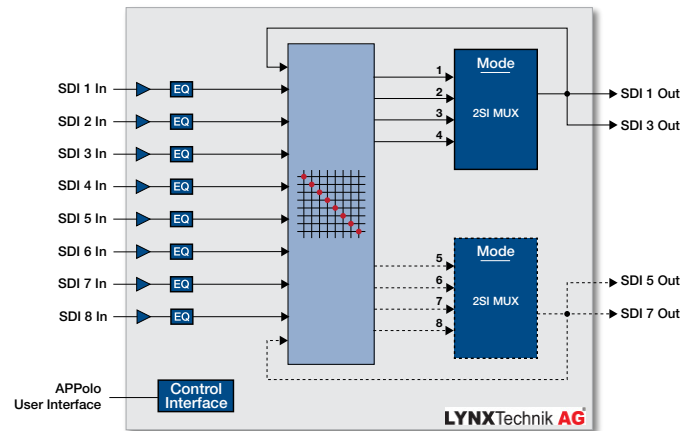 SDI 1 In
EQ
SDI 2 In
EQ
SDI 3 In
EQ
SDI 4 In
EQ
SDI 5 In
EQ
SDI 6 In
EQ
SDI 7 In
EQ
SDI 8 In
EQ
1
2
3
4
Mode
2SI MUX
SDI 1 Out
SDI 3 Out
5
6
7
8
Mode
2SI MUX
SDI 5 Out
SDI 7 Out
APPolo
User Interface
Control
Interface
LYNXTechnik AG